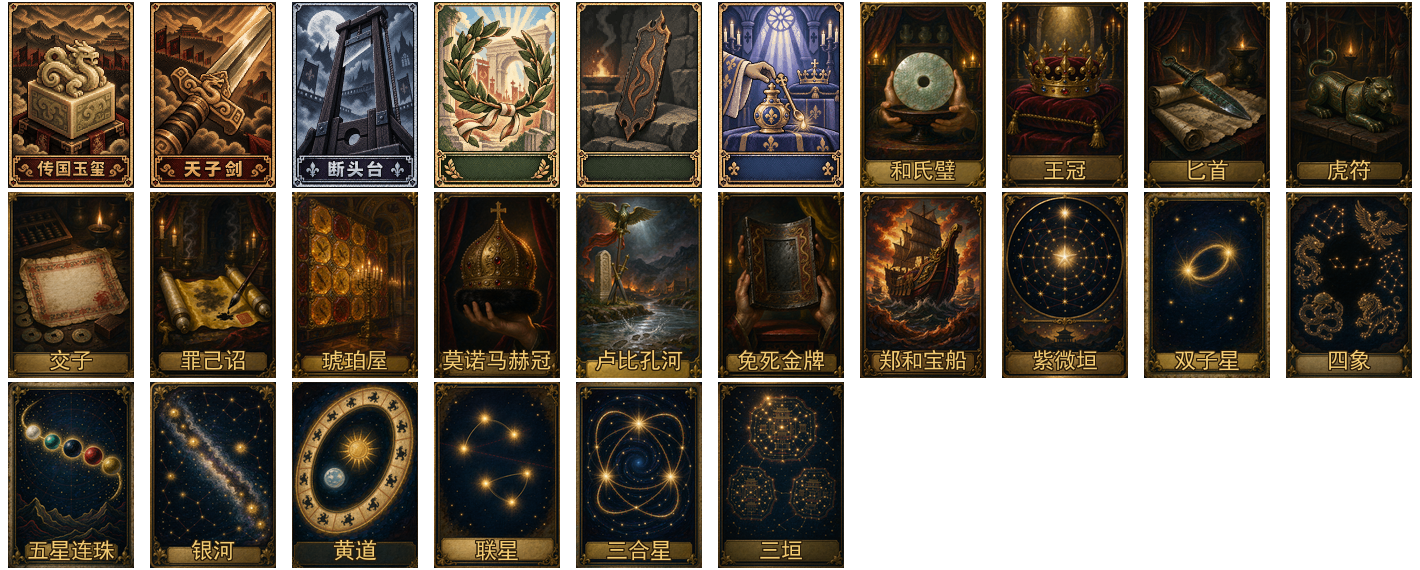 传国玉玺
天子剑
断头台
和氏璧
王冠
匕首
虎符
交子
罪己诏
琥珀屋
莫诺马赫冠
卢比孔河
免死金牌
郑和宝船
紫微垣
双子星
四象
五星连珠
银河
黄道
联星
三合星
三垣